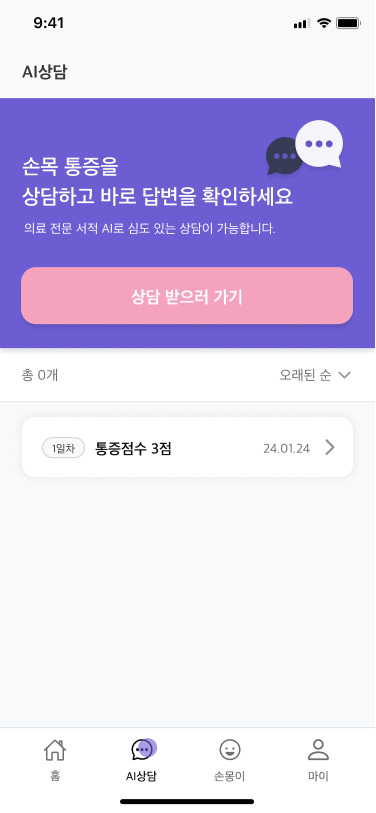 9:41
AI상담
손목 통증을
상담하고 바로 답변을 확인하세요
의료 전문 서적 AI로 심도 있는 상담이 가능합니다.
상담 받으러 가기
총 0개
오래된 순
1일차 통증점수 3점 24.01.24
홈 AI상담 손몽이 마이